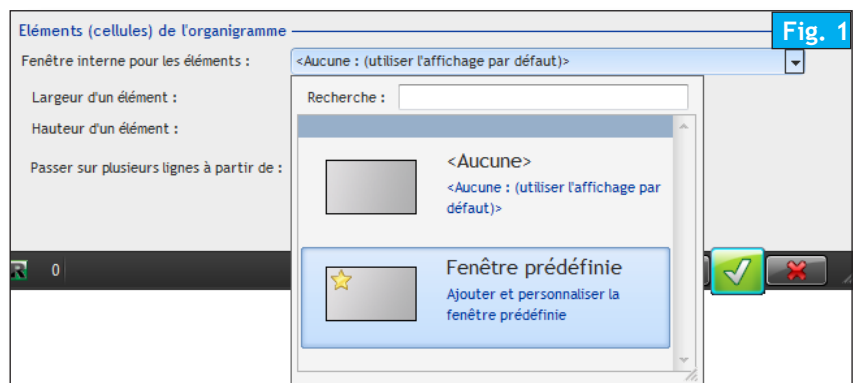 Eléments (cellules) de l'organigramme
Fig. 1
Fenêtre interne pour les éléments :
<Aucune : (utiliser l'affichage par défaut)>
Largeur d'un élément :
Recherche :
Hauteur d'un élément :
Passer sur plusieurs lignes à partir de :
<Aucune>
<Aucune : (utiliser l'affichage par
défaut)>
R 0
Fenêtre prédéfinie
Ajouter et personnaliser la
fenêtre prédéfinie